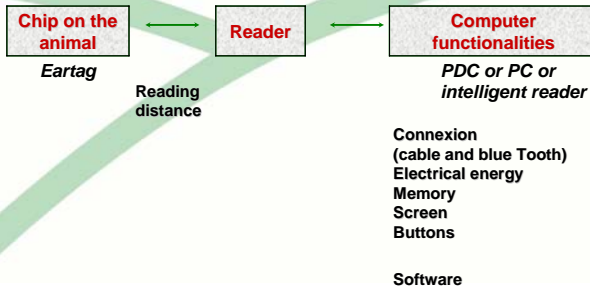 Chip on the
animal
Reader
Computer
functionalities
Eartag
PDC or PC or
intelligent reader
Reading
distance
Connexion
(cable and blue Tooth)
Electrical energy
Memory
Screen
Buttons
Software